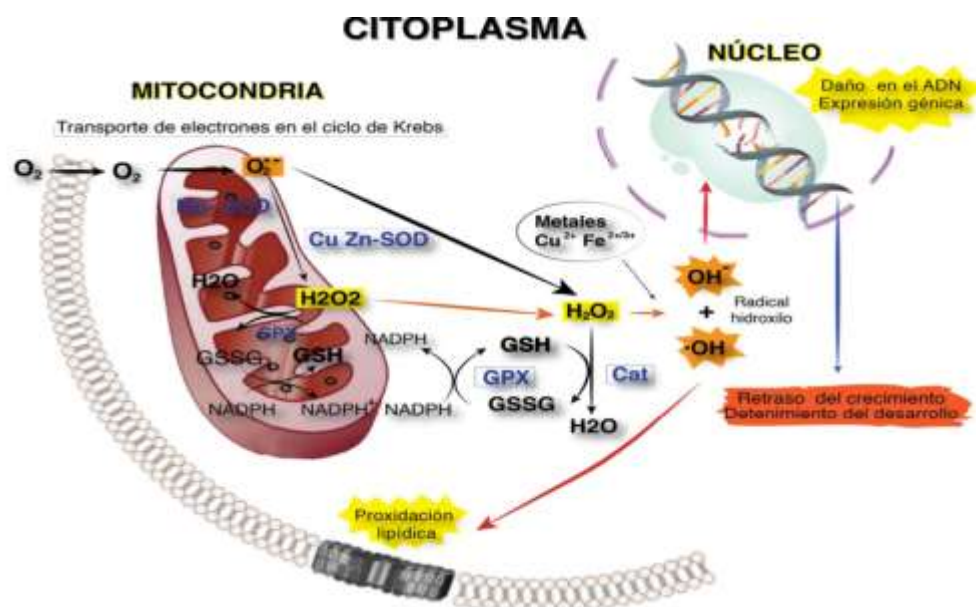 CITOPLASMA
NÚCLEO
Daño en el ADN
Expresión génica
MITOCONDRIA
Transporte de electrones en el ciclo de Krebs
O₂
O₂
O₂•−
Cu Zn-SOD
Metales
Cu²⁺ Fe²⁺/³⁺
H2O
H2O2
H₂O₂
OH⁻
+
Radical
hidroxilo
•OH
GPX
GSSG
GSH
NADPH
NADPH
NADPH⁺
NADPH
GSH
GPX
GSSG
Cat
H2O
Retraso del crecimiento
Detenimiento del desarrollo
Proxidación
lipídica